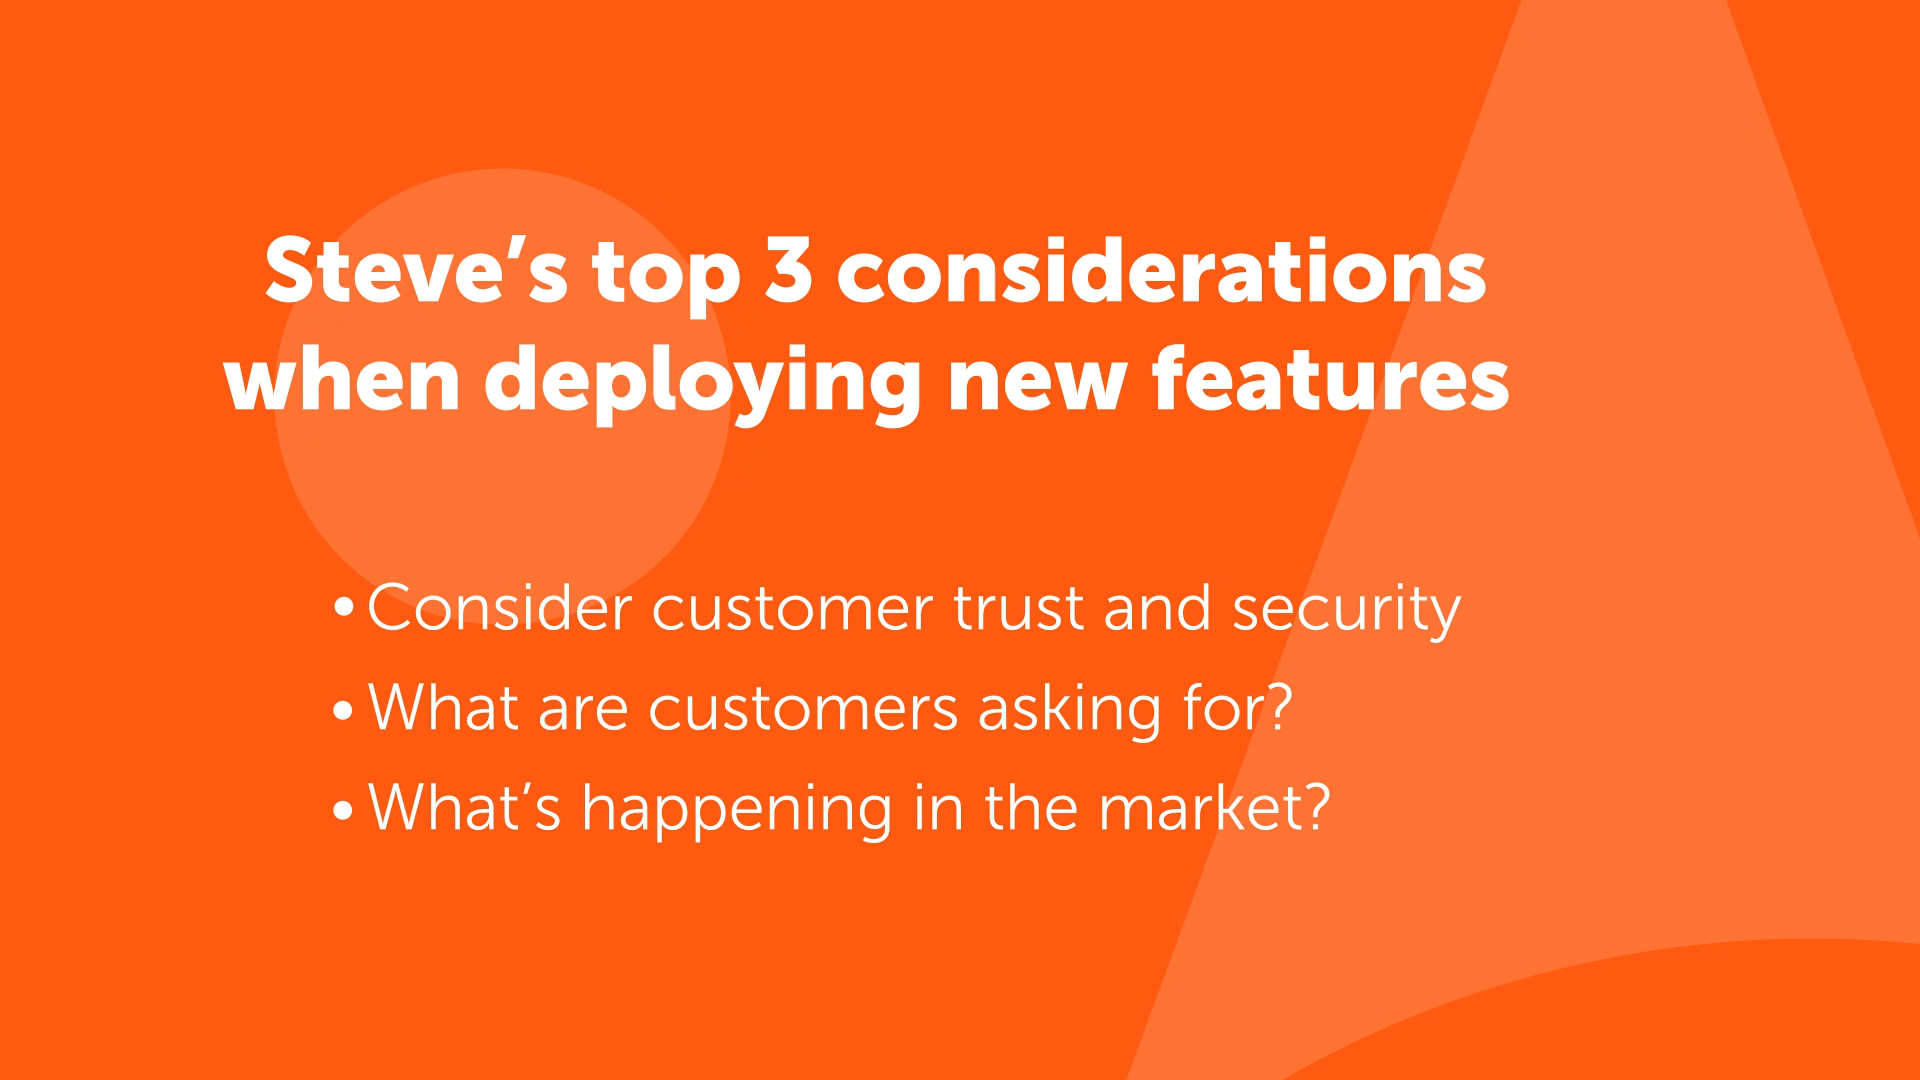 Steve’s top 3 considerations
when deploying new features
• Consider customer trust and security
• What are customers asking for?
• What’s happening in the market?